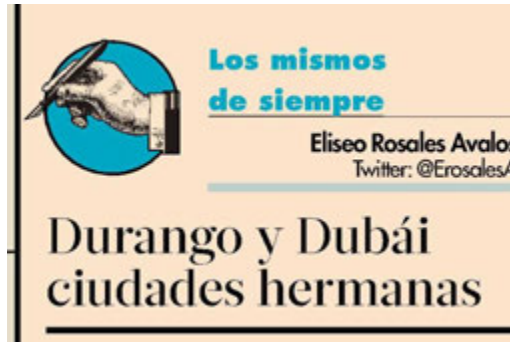 Los mismos
de siempre
Eliseo Rosales Avalos
Twitter: @ErosalesA
Durango y Dubái
ciudades hermanas